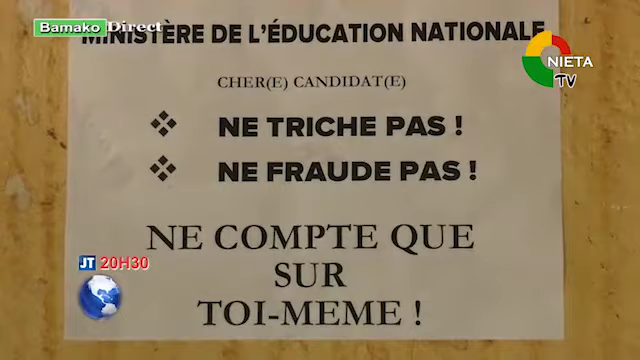 Bamako Direct
MINISTÈRE DE L'ÉDUCATION NATIONALE
NIETA
TV
CHER(E) CANDIDAT(E)
❖ NE TRICHE PAS !
❖ NE FRAUDE PAS !
NE COMPTE QUE
SUR
TOI-MEME !
JT 20H30